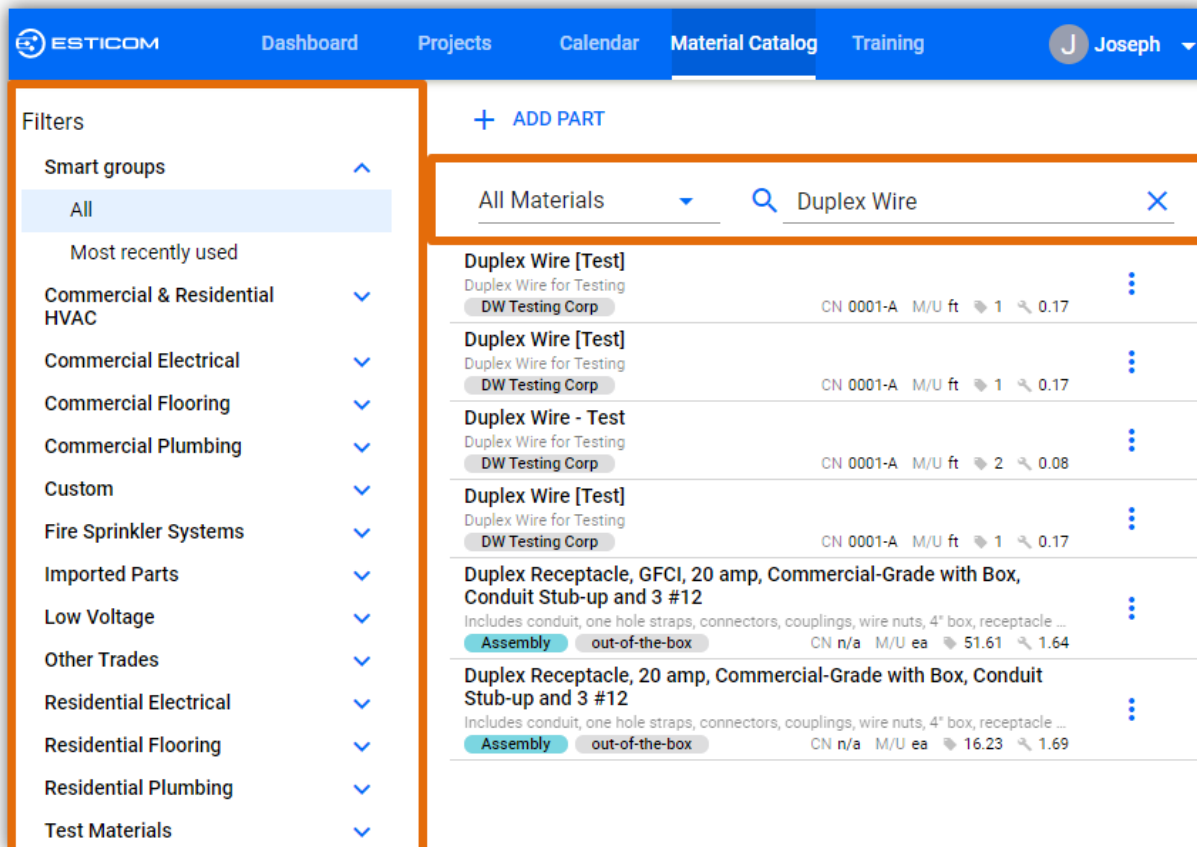 ESTICOM Dashboard Projects Calendar Material Catalog Training J Joseph
Filters
Smart groups
All
Most recently used
Commercial & Residential
HVAC
Commercial Electrical
Commercial Flooring
Commercial Plumbing
Custom
Fire Sprinkler Systems
Imported Parts
Low Voltage
Other Trades
Residential Electrical
Residential Flooring
Residential Plumbing
Test Materials
+ ADD PART
All Materials Duplex Wire
Duplex Wire [Test]
Duplex Wire for Testing
DW Testing Corp CN 0001-A M/U ft 1 0.17
Duplex Wire [Test]
Duplex Wire for Testing
DW Testing Corp CN 0001-A M/U ft 1 0.17
Duplex Wire - Test
Duplex Wire for Testing
DW Testing Corp CN 0001-A M/U ft 2 0.08
Duplex Wire [Test]
Duplex Wire for Testing
DW Testing Corp CN 0001-A M/U ft 1 0.17
Duplex Receptacle, GFCI, 20 amp, Commercial-Grade with Box,
Conduit Stub-up and 3 #12
Includes conduit, one hole straps, connectors, couplings, wire nuts, 4" box, receptacle ...
Assembly out-of-the-box CN n/a M/U ea 51.61 1.64
Duplex Receptacle, 20 amp, Commercial-Grade with Box, Conduit
Stub-up and 3 #12
Includes conduit, one hole straps, connectors, couplings, wire nuts, 4" box, receptacle ...
Assembly out-of-the-box CN n/a M/U ea 16.23 1.69